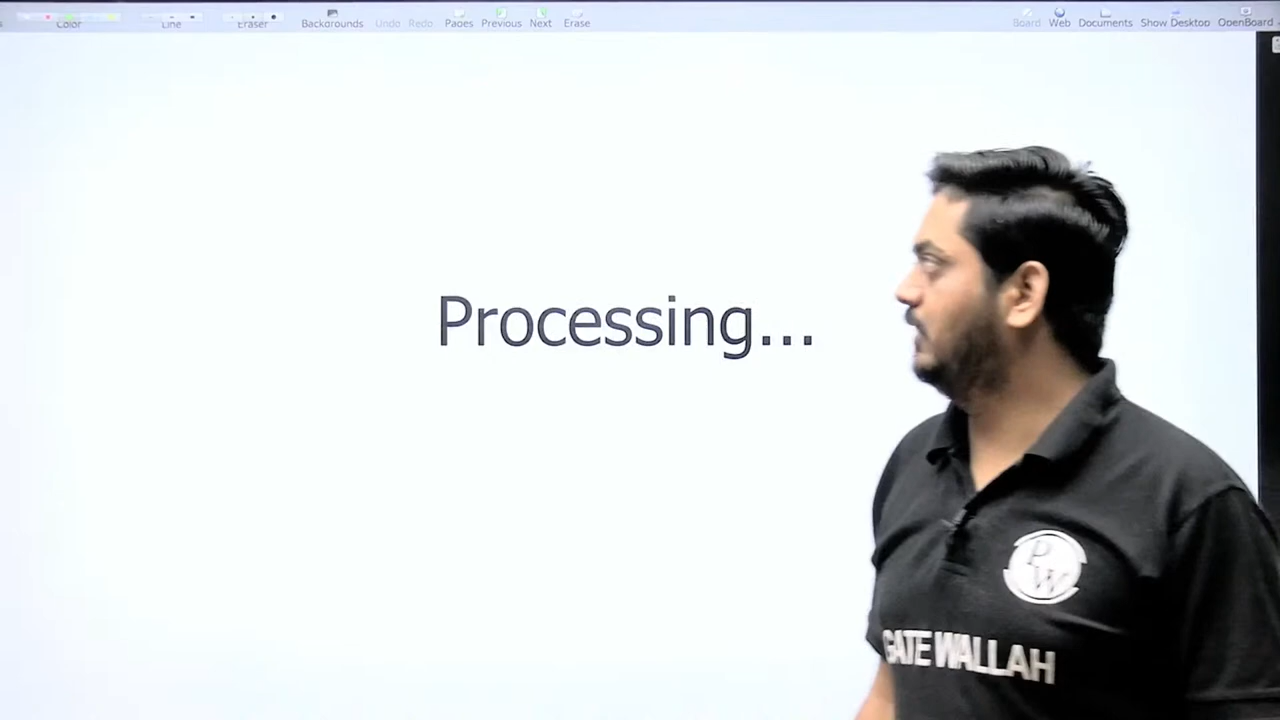 Color
Line
Eraser
Backgrounds
Undo
Redo
Pages
Previous
Next
Erase
Board
Web
Documents
Show Desktop
OpenBoard
Processing...
PW
GATE WALLAH